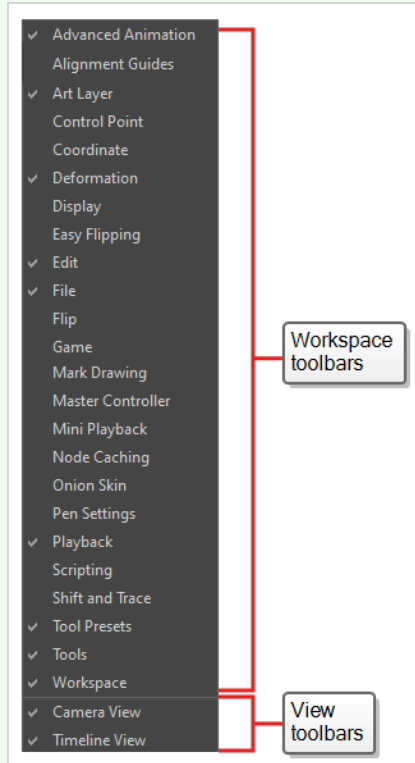 Advanced Animation
Alignment Guides
Art Layer
Control Point
Coordinate
Deformation
Display
Easy Flipping
Edit
File
Flip
Game
Mark Drawing
Master Controller
Mini Playback
Node Caching
Onion Skin
Pen Settings
Playback
Scripting
Shift and Trace
Tool Presets
Tools
Workspace
Camera View
Timeline View
Workspace
toolbars
View
toolbars